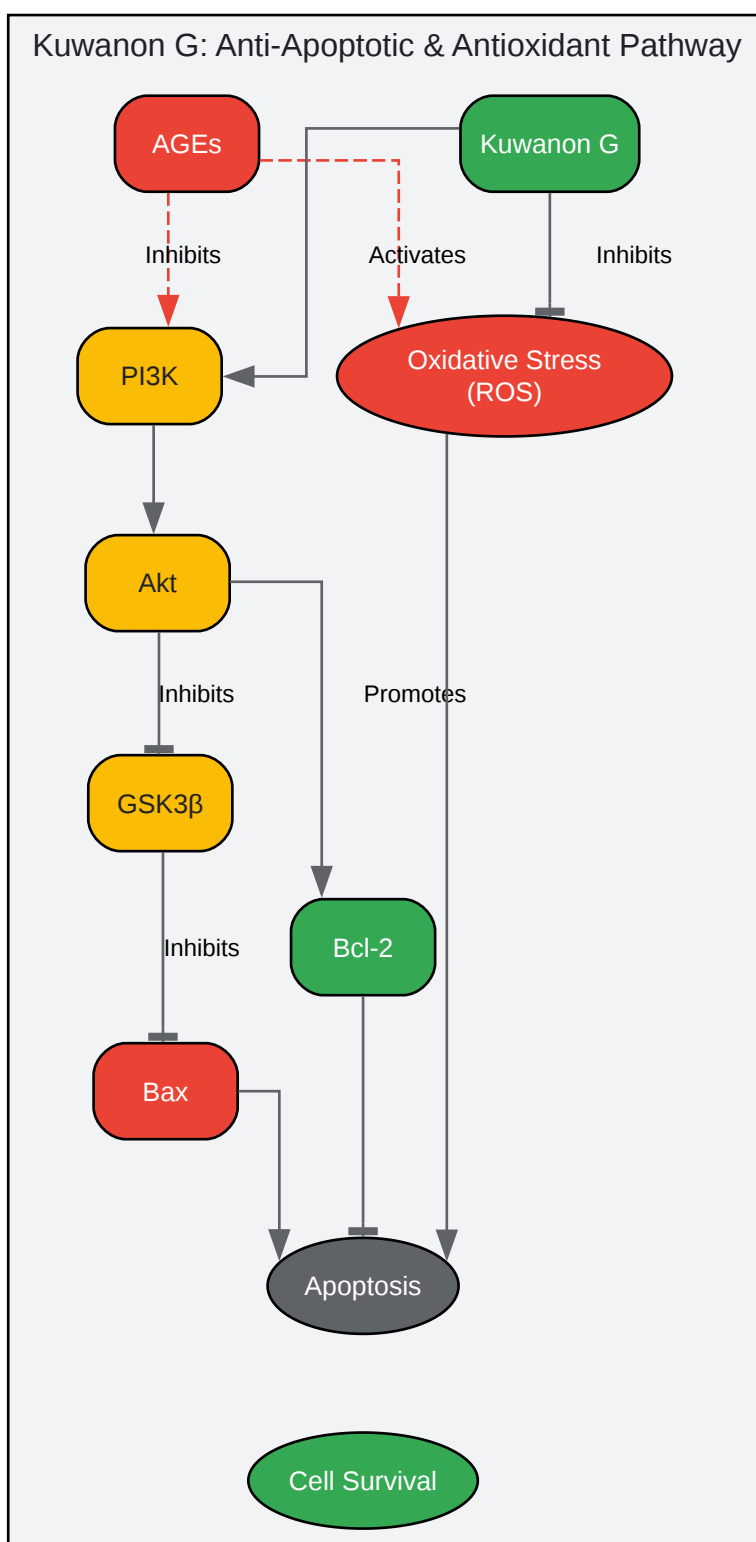 Kuwanon G: Anti-Apoptotic & Antioxidant Pathway
AGEs
Kuwanon G
Inhibits
Activates
Inhibits
PI3K
Oxidative Stress
(ROS)
Akt
Inhibits
Promotes
GSK3β
Inhibits
Bcl-2
Bax
Apoptosis
Cell Survival